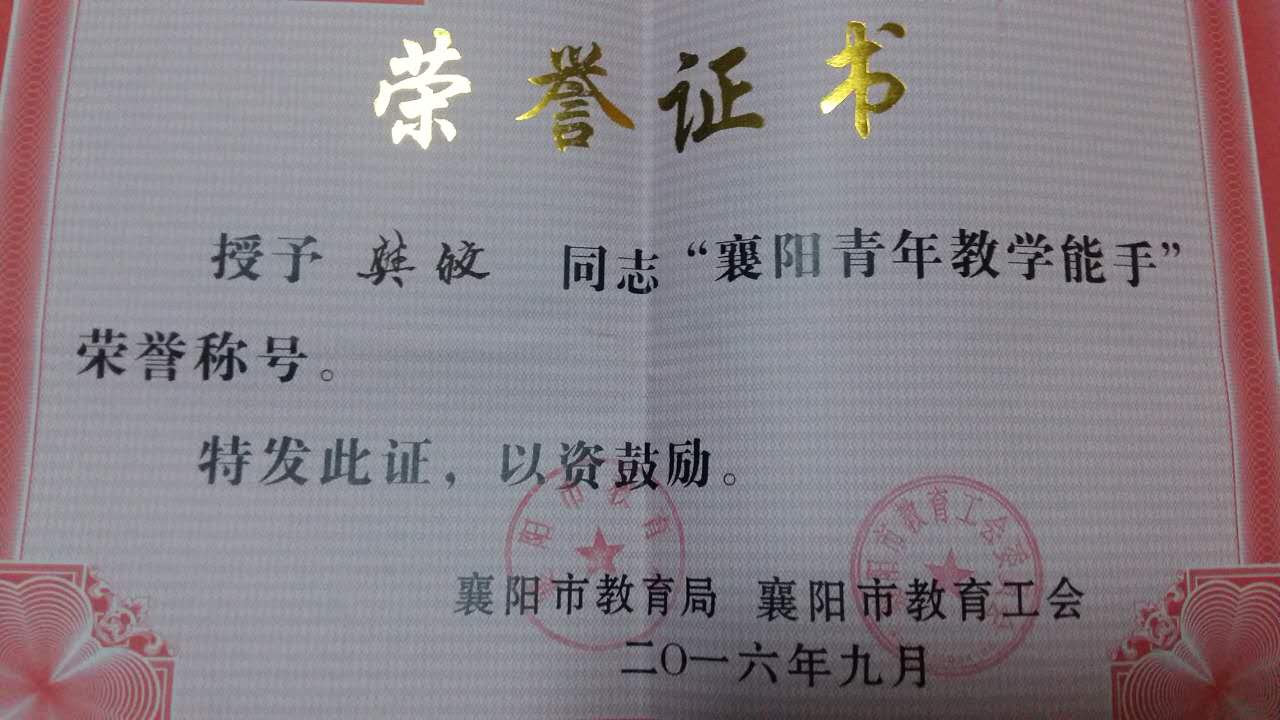 荣誉证书
授予 龚皎 同志“襄阳青年教学能手”
荣誉称号。
特发此证，以资鼓励。
襄阳市教育局 襄阳市教育工会
二〇一六年九月